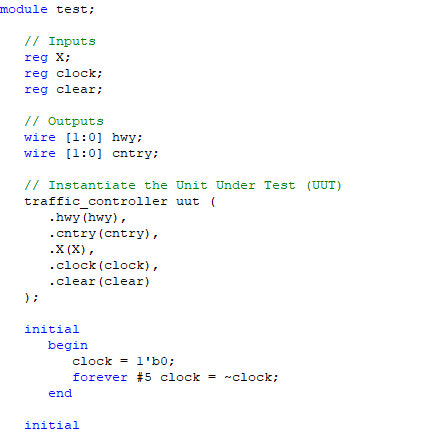 module test;
// Inputs
reg X;
reg clock;
reg clear;
// Outputs
wire [1:0] hwy;
wire [1:0] cntry;
// Instantiate the Unit Under Test (UUT)
traffic_controller uut (
.hwy(hwy),
.cntry(cntry),
.X(X),
.clock(clock),
.clear(clear)
);
initial
begin
clock = 1'b0;
forever #5 clock = ~clock;
end
initial